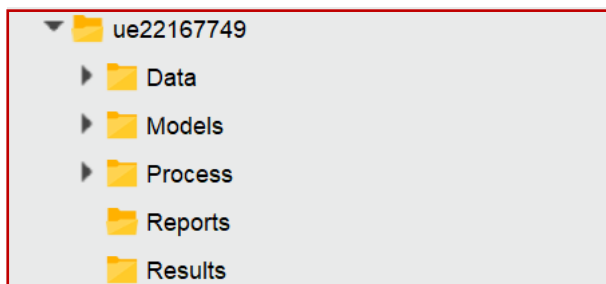 ue22167749
Data
Models
Process
Reports
Results